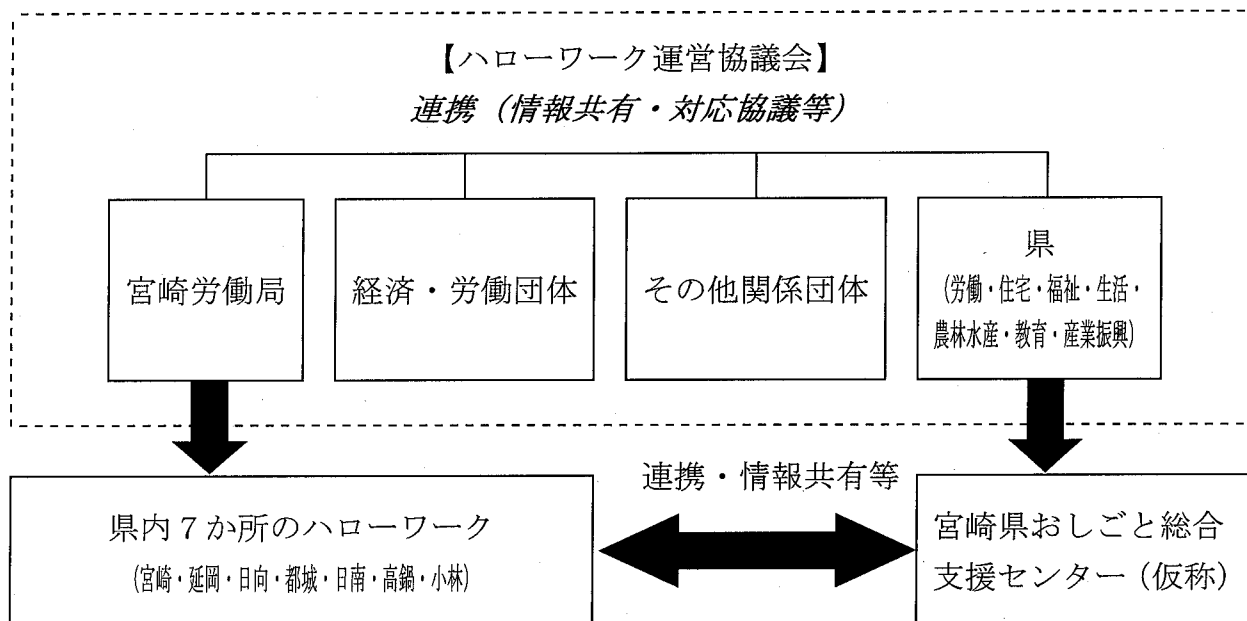 【ハローワーク運営協議会】
連携（情報共有・対応協議等）
宮崎労働局
経済・労働団体
その他関係団体
県
（労働・住宅・福祉・生活・
農林水産・教育・産業振興）
連携・情報共有等
県内７か所のハローワーク
（宮崎・延岡・日向・都城・日南・高鍋・小林）
宮崎県おしごと総合
支援センター（仮称）